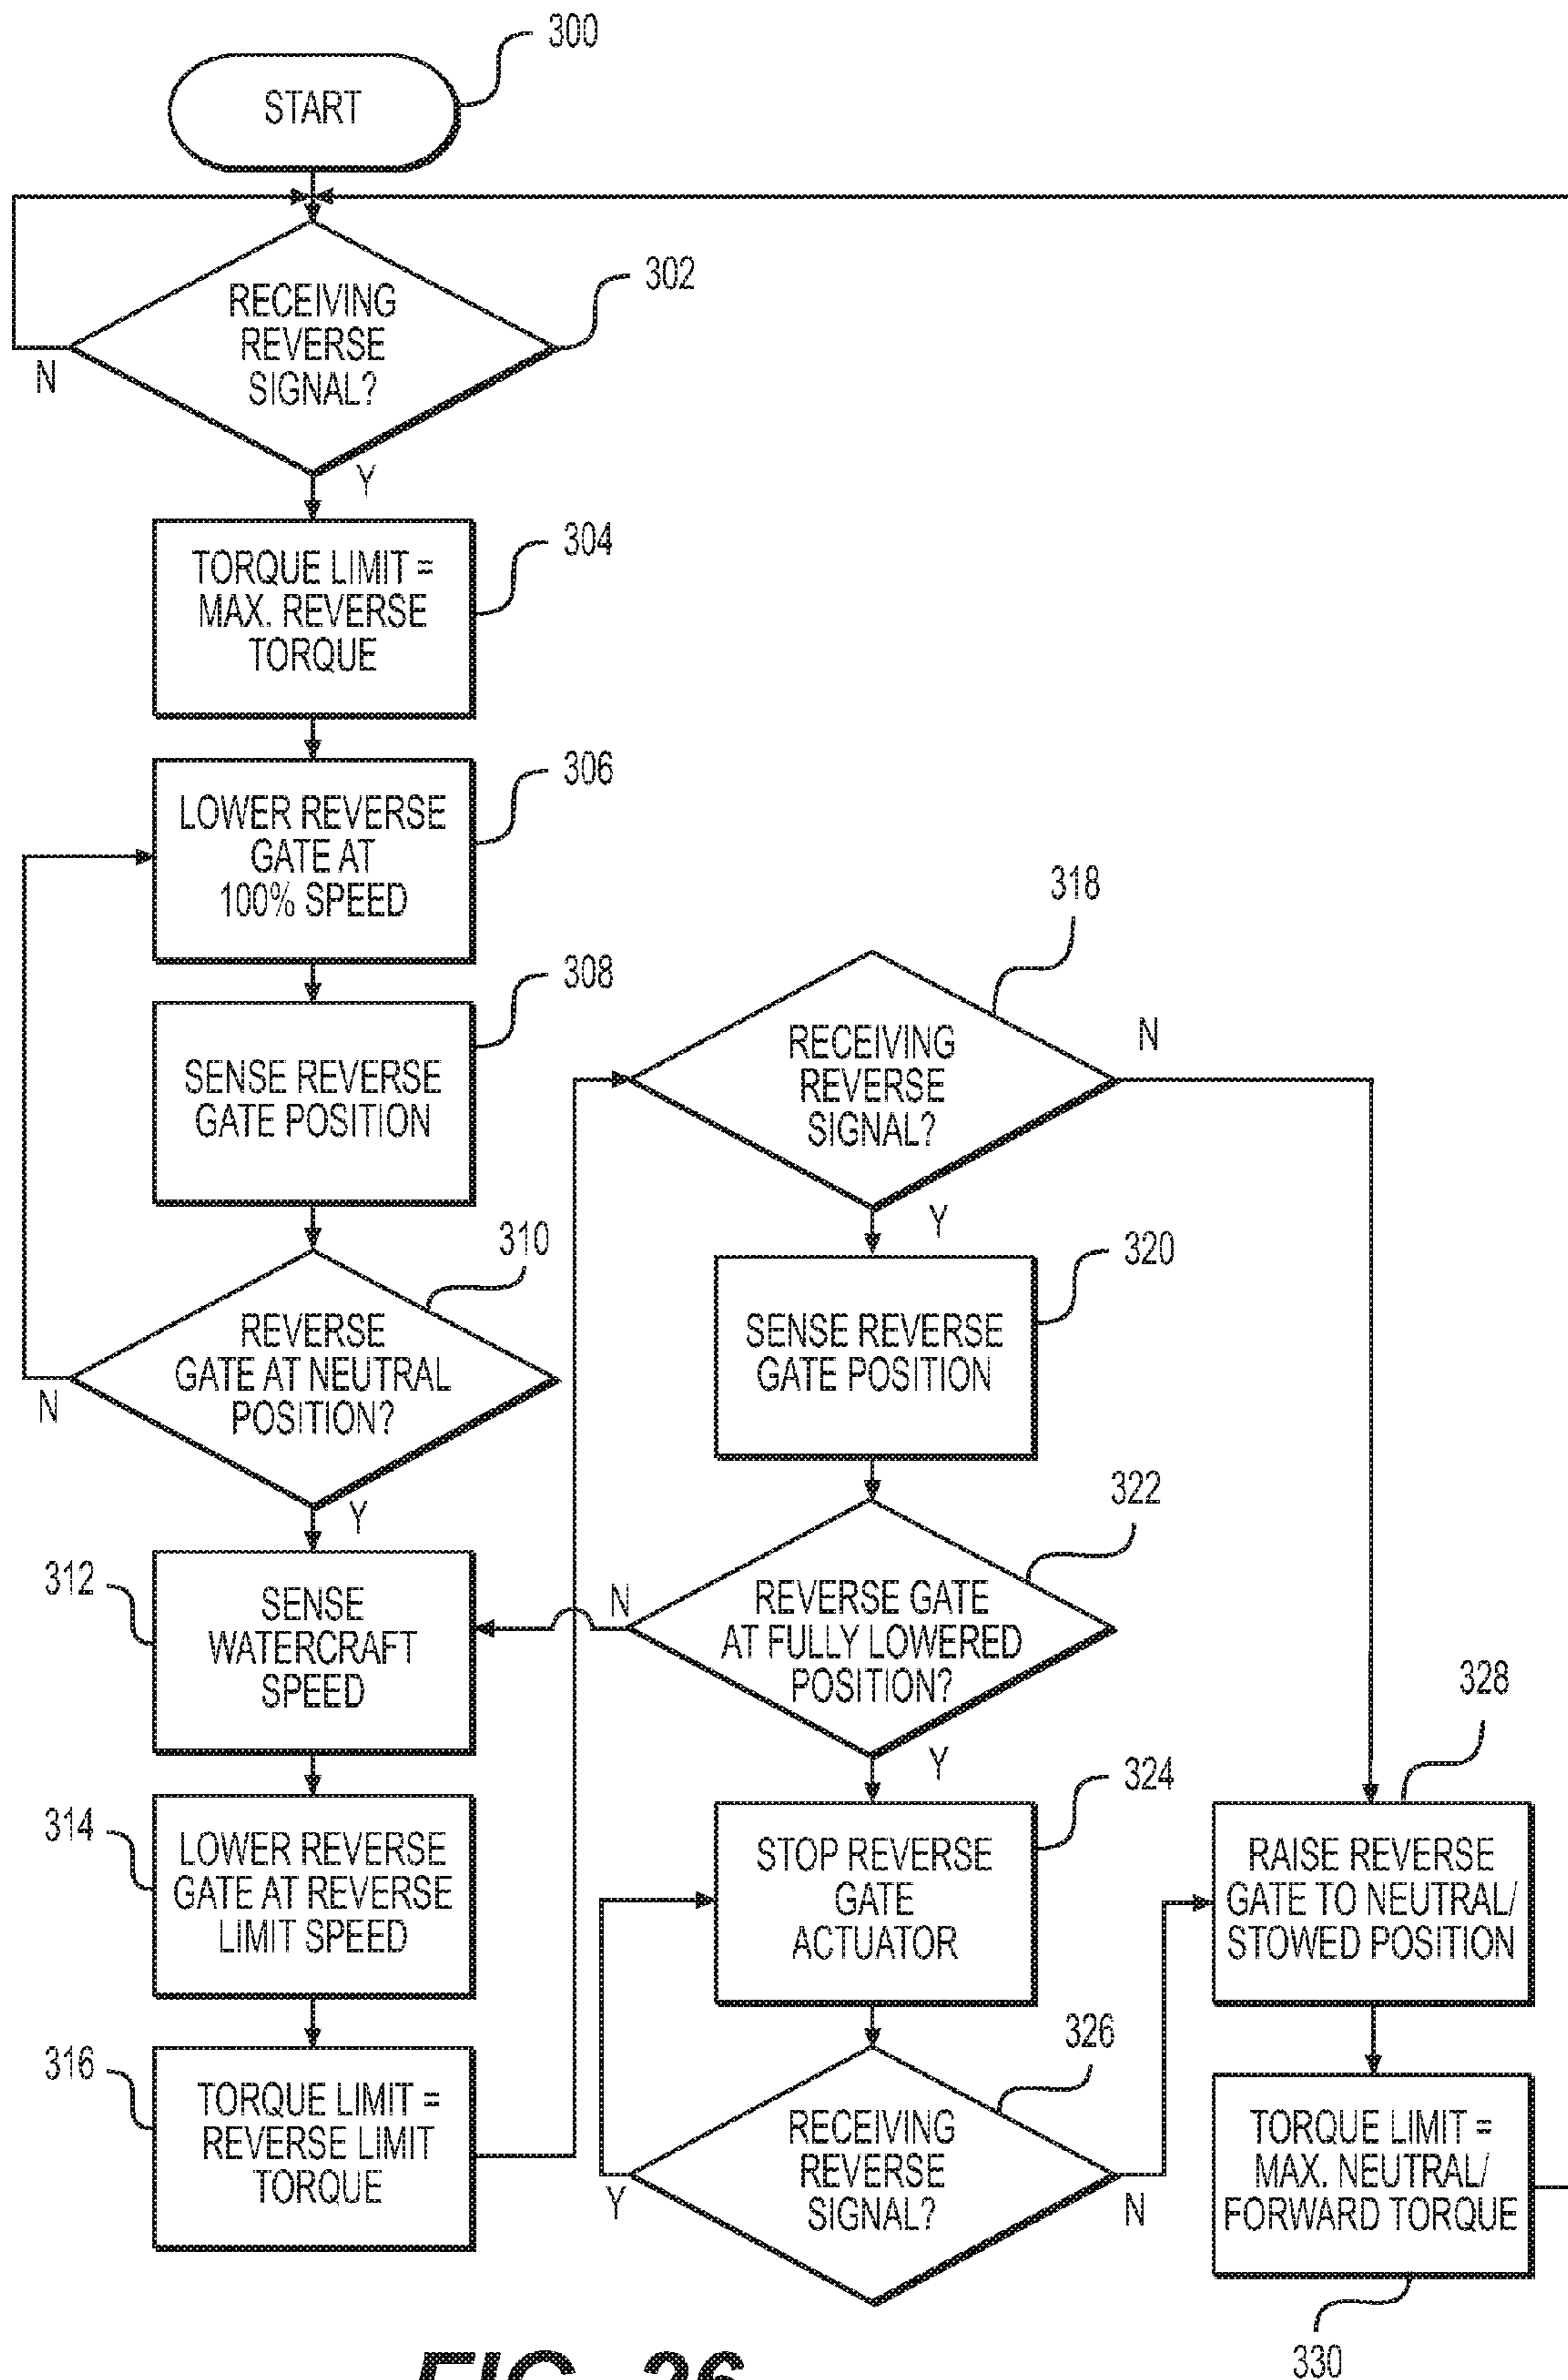 300
START
302
RECEIVING
REVERSE
SIGNAL?
N
Y
304
TORQUE LIMIT =
MAX. REVERSE
TORQUE
306
LOWER REVERSE
GATE AT
100% SPEED
308
SENSE REVERSE
GATE POSITION
310
REVERSE
GATE AT NEUTRAL
POSITION?
N
Y
312
SENSE
WATERCRAFT
SPEED
314
LOWER REVERSE
GATE AT REVERSE
LIMIT SPEED
316
TORQUE LIMIT =
REVERSE LIMIT
TORQUE
318
RECEIVING
REVERSE
SIGNAL?
N
Y
320
SENSE REVERSE
GATE POSITION
322
REVERSE GATE
AT FULLY LOWERED
POSITION?
N
Y
324
STOP REVERSE
GATE
ACTUATOR
326
RECEIVING
REVERSE
SIGNAL?
Y
N
328
RAISE REVERSE
GATE TO NEUTRAL/
STOWED POSITION
TORQUE LIMIT =
MAX. NEUTRAL/
FORWARD TORQUE
330
FIG. 26